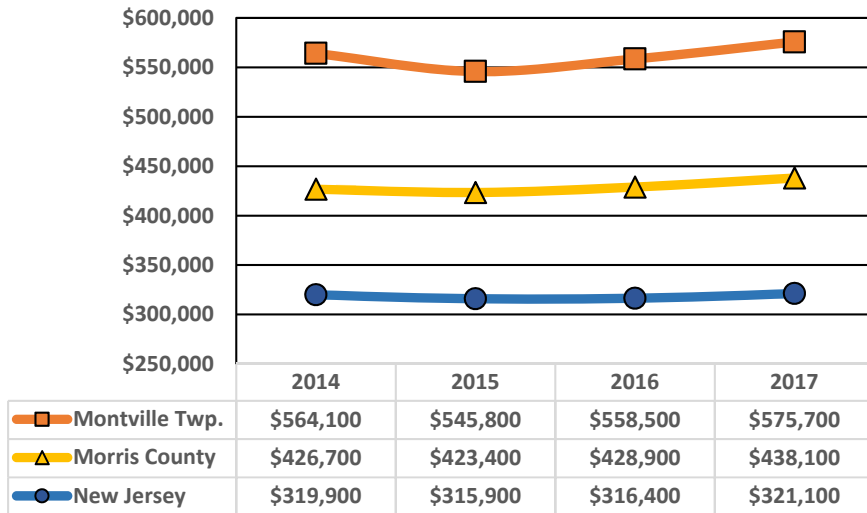 $600,000
$550,000
$500,000
$450,000
$400,000
$350,000
$300,000
$250,000
2014 2015 2016 2017
Montville Twp. $564,100 $545,800 $558,500 $575,700
Morris County $426,700 $423,400 $428,900 $438,100
New Jersey $319,900 $315,900 $316,400 $321,100